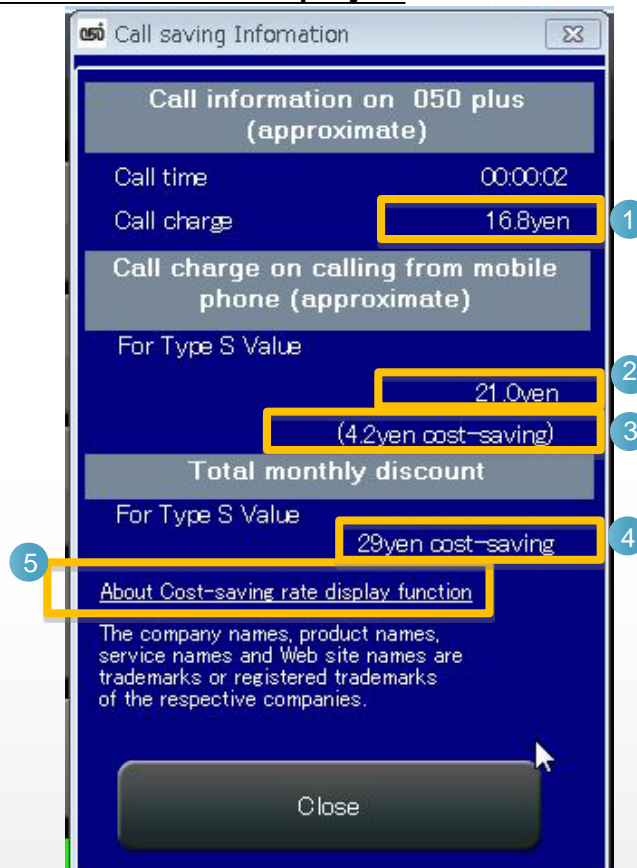 050 Call saving Infomation
Call information on 050 plus
(approximate)
Call time 00:00:02
Call charge 16.8yen 1
Call charge on calling from mobile
phone (approximate)
For Type S Value
21.0yen 2
(4.2yen cost-saving) 3
Total monthly discount
For Type S Value
29yen cost-saving 4
5
About Cost-saving rate display function
The company names, product names,
service names and Web site names are
trademarks or registered trademarks
of the respective companies.
Close